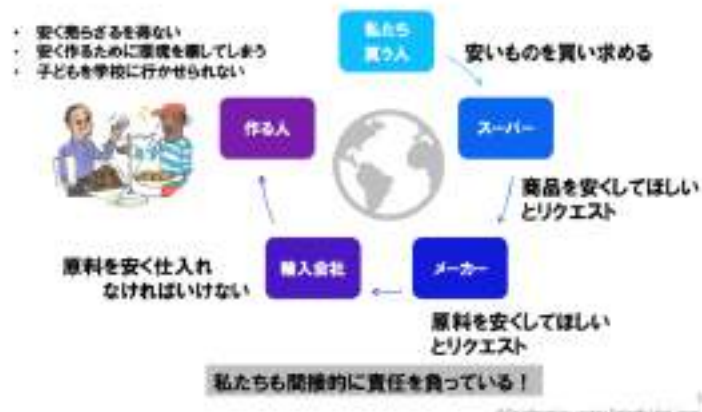 ・ 安く売らざるを得ない
・ 安く作るために環境を壊してしまう
・ 子どもを学校に行かせられない
私たち
買う人
安いものを買い求める
スーパー
商品を安くしてほしい
とリクエスト
メーカー
原料を安くしてほしい
とリクエスト
輸入会社
原料を安く仕入れ
なければいけない
作る人
私たちも間接的に責任を負っている！